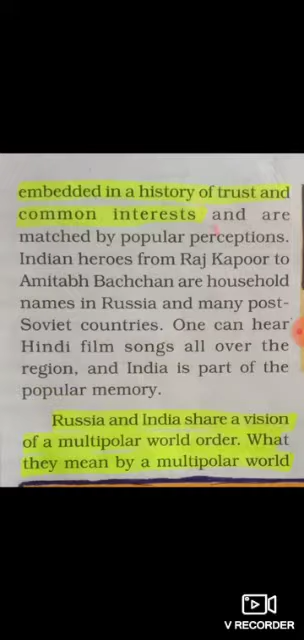 embedded in a history of trust and
common interests and are
matched by popular perceptions.
Indian heroes from Raj Kapoor to
Amitabh Bachchan are household
names in Russia and many post-
Soviet countries. One can hear
Hindi film songs all over the
region, and India is part of the
popular memory.
Russia and India share a vision
of a multipolar world order. What
they mean by a multipolar world
V RECORDER